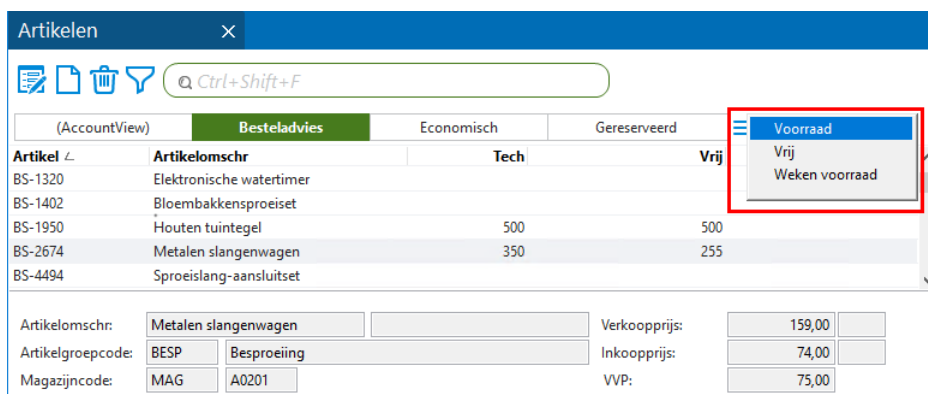 Artikelen
Ctrl+Shift+F
(AccountView) Besteladvies Economisch Gereserveerd Voorraad
Vrij
Weken voorraad
Artikel Artikelomschr Tech Vrij
BS-1320 Elektronische watertimer
BS-1402 Bloembakkensproeiset
BS-1950 Houten tuintegel 500 500
BS-2674 Metalen slangenwagen 350 255
BS-4494 Sproeislang-aansluitset
Artikelomschr: Metalen slangenwagen Verkoopprijs: 159,00
Artikelgroepcode: BESP Besproeiing Inkoopprijs: 74,00
Magazijncode: MAG A0201 VVP: 75,00